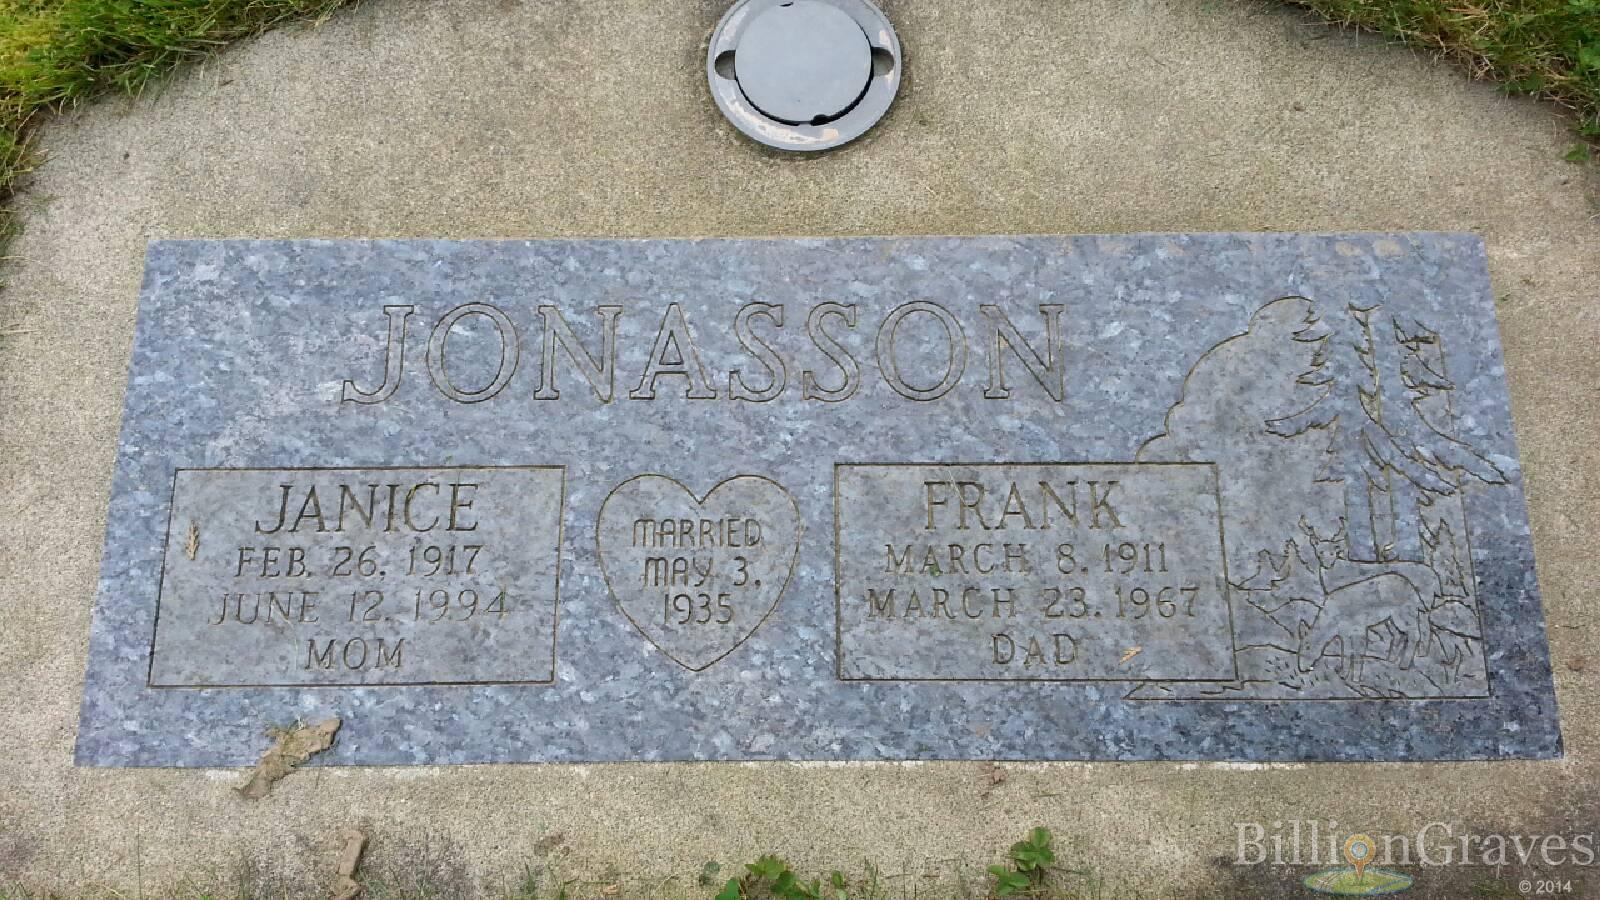 JONASSON
JANICE
FEB. 26, 1917
JUNE 12, 1994
MOM
MARRIED
MAY 3,
1935
FRANK
MARCH 8, 1911
MARCH 23, 1967
DAD
BillionGraves
© 2014